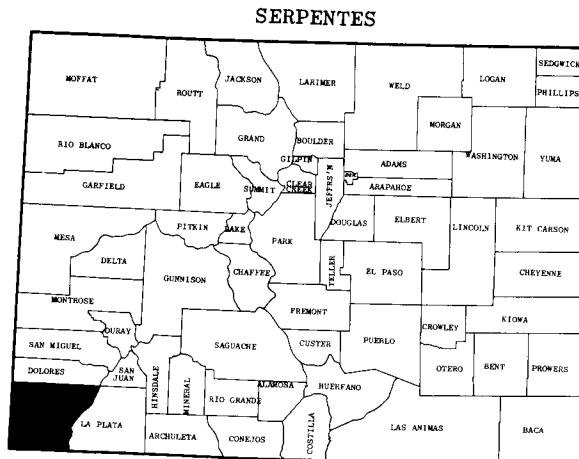 SERPENTES
SEDGWICK
MOFFAT
ROUTT
JACKSON
LARIMER
WELD
LOGAN
PHILLIPS
MORGAN
GRAND
BOULDER
RIO BLANCO
GILPIN
ADAMS
WASHINGTON
YUMA
GARFIELD
EAGLE
SUMMIT
CLEAR
CREEK
JEFFRS'N
DEN
ARAPAHOE
PITKIN
LAKE
DOUGLAS
ELBERT
LINCOLN
KIT CARSON
MESA
PARK
DELTA
CHAFFEE
TELLER
EL PASO
CHEYENNE
GUNNISON
MONTROSE
FREMONT
KIOWA
OURAY
CROWLEY
SAN MIGUEL
SAGUACHE
CUSTER
PUEBLO
DOLORES
SAN
JUAN
HINSDALE
MINERAL
ALAMOSA
HUERFANO
OTERO
BENT
PROWERS
RIO GRANDE
LA PLATA
ARCHULETA
CONEJOS
COSTILLA
LAS ANIMAS
BACA